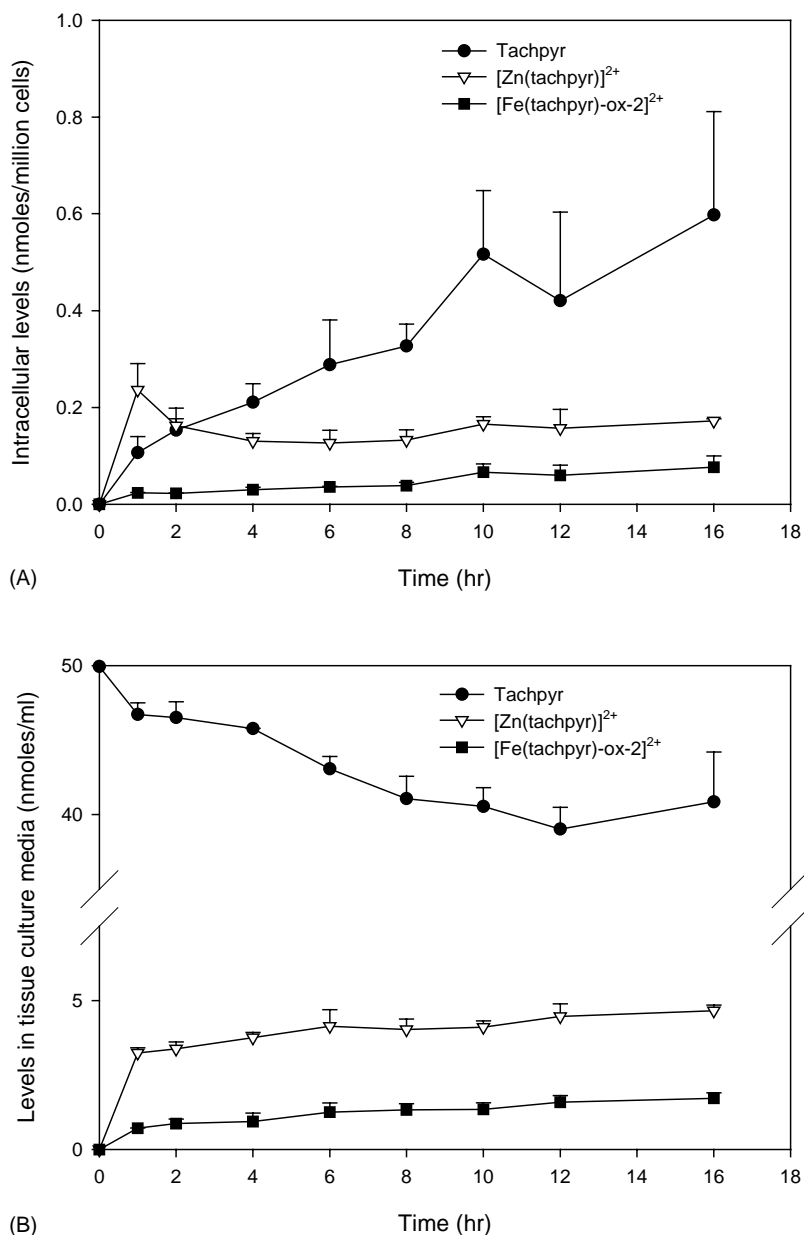 1.0
0.8
0.6
0.4
0.2
0.0
Intracellular levels (nmoles/million cells)
Tachpyr
[Zn(tachpyr)]²⁺
[Fe(tachpyr)-ox-2]²⁺
0 2 4 6 8 10 12 14 16 18
(A)
Time (hr)
50
40
5
0
Levels in tissue culture media (nmoles/ml)
Tachpyr
[Zn(tachpyr)]²⁺
[Fe(tachpyr)-ox-2]²⁺
0 2 4 6 8 10 12 14 16 18
(B)
Time (hr)